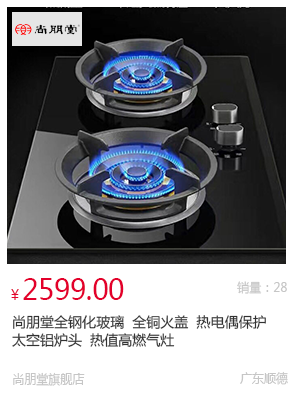 尚朋堂
¥2599.00
销量：28
尚朋堂全钢化玻璃 全铜火盖 热电偶保护
太空铝炉头 热值高燃气灶
尚朋堂旗舰店
广东顺德